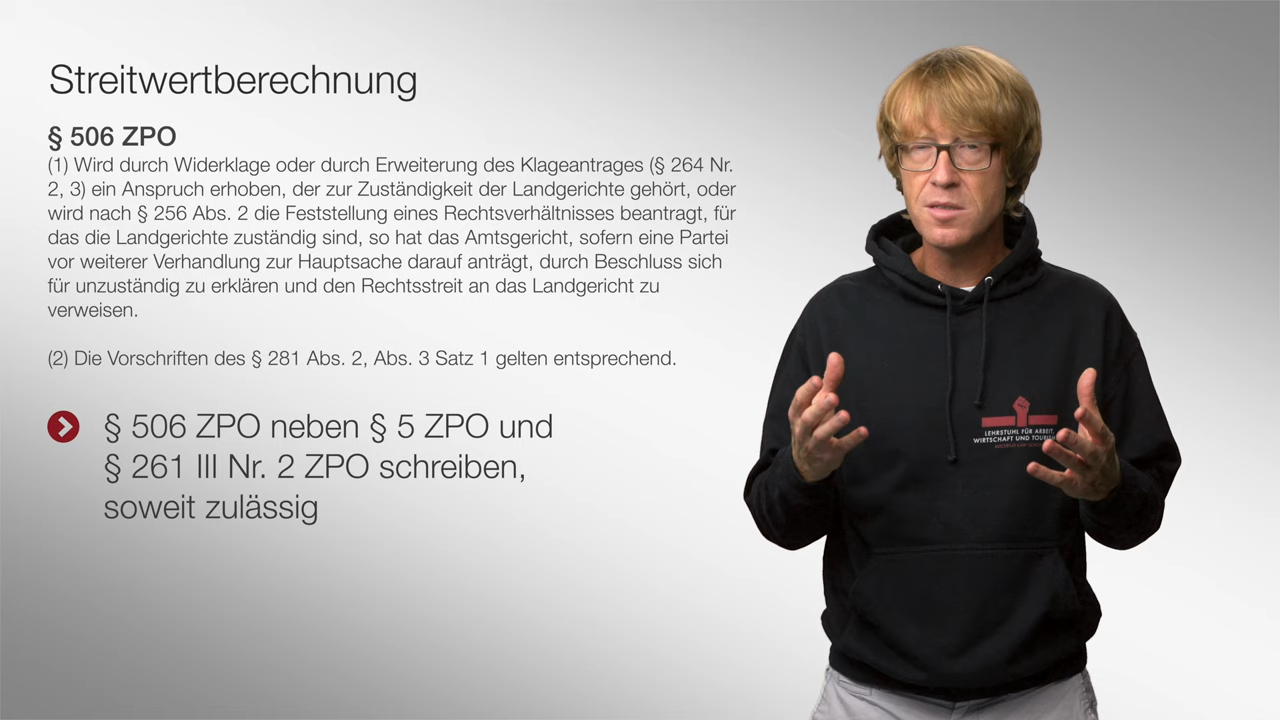 Streitwertberechnung
§ 506 ZPO
(1) Wird durch Widerklage oder durch Erweiterung des Klageantrages (§ 264 Nr.
2, 3) ein Anspruch erhoben, der zur Zuständigkeit der Landgerichte gehört, oder
wird nach § 256 Abs. 2 die Feststellung eines Rechtsverhältnisses beantragt, für
das die Landgerichte zuständig sind, so hat das Amtsgericht, sofern eine Partei
vor weiterer Verhandlung zur Hauptsache darauf anträgt, durch Beschluss sich
für unzuständig zu erklären und den Rechtsstreit an das Landgericht zu
verweisen.
(2) Die Vorschriften des § 281 Abs. 2, Abs. 3 Satz 1 gelten entsprechend.
§ 506 ZPO neben § 5 ZPO und
§ 261 III Nr. 2 ZPO schreiben,
soweit zulässig
LEHRSTUHL FÜR ARBEIT,
WIRTSCHAFT UND